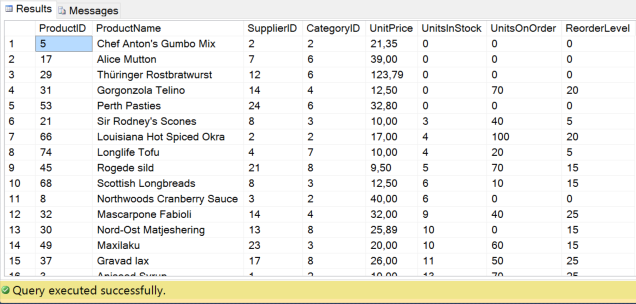 Results Messages
ProductID ProductName SupplierID CategoryID UnitPrice UnitsInStock UnitsOnOrder ReorderLevel
1 5 Chef Anton's Gumbo Mix 2 2 21,35 0 0 0
2 17 Alice Mutton 7 6 39,00 0 0 0
3 29 Thüringer Rostbratwurst 12 6 123,79 0 0 0
4 31 Gorgonzola Telino 14 4 12,50 0 70 20
5 53 Perth Pasties 24 6 32,80 0 0 0
6 21 Sir Rodney's Scones 8 3 10,00 3 40 5
7 66 Louisiana Hot Spiced Okra 2 2 17,00 4 100 20
8 74 Longlife Tofu 4 7 10,00 4 20 5
9 45 Rogede sild 21 8 9,50 5 70 15
10 68 Scottish Longbreads 8 3 12,50 6 10 15
11 8 Northwoods Cranberry Sauce 3 2 40,00 6 0 0
12 32 Mascarpone Fabioli 14 4 32,00 9 40 25
13 30 Nord-Ost Matjeshering 13 8 25,89 10 0 15
14 49 Maxilaku 23 3 20,00 10 60 15
15 37 Gravad lax 17 8 26,00 11 50 25
16 3 Aniseed Syrup 1 2 10,00 13 70 25
Query executed successfully.